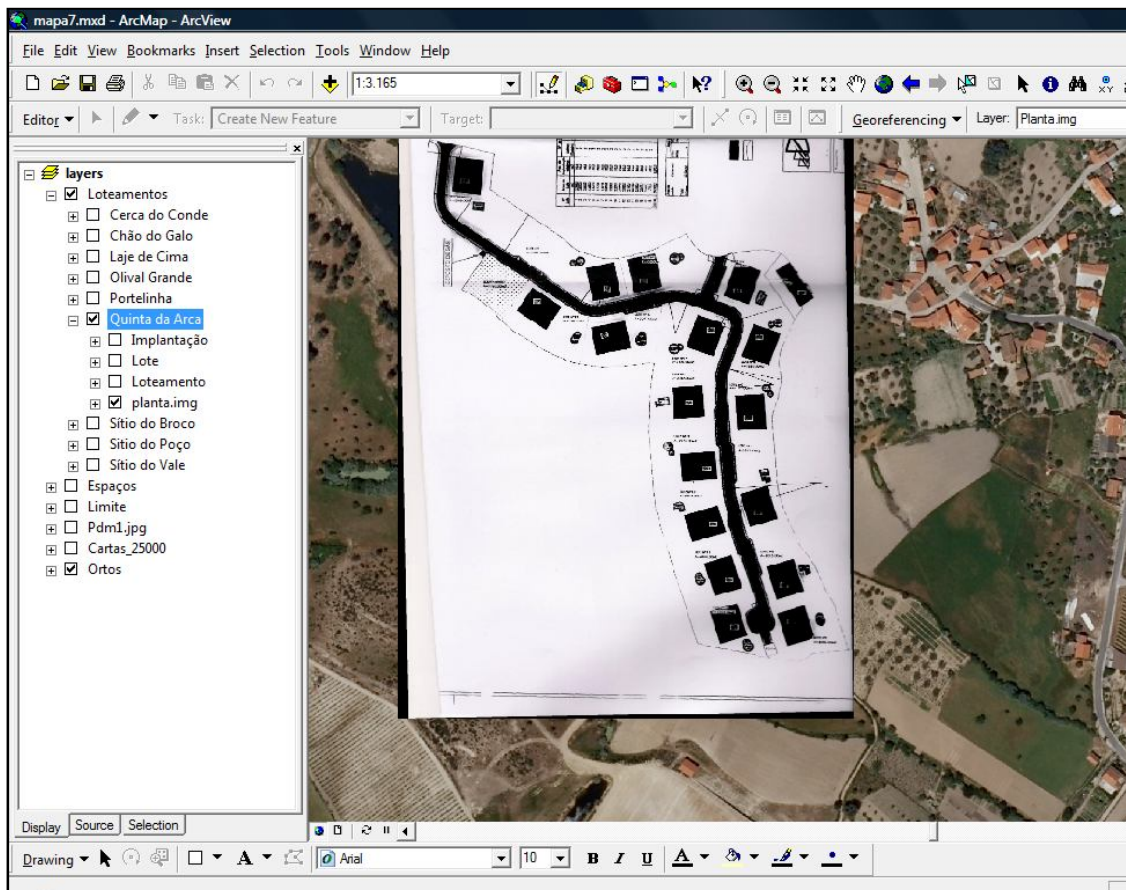 mapa7.mxd - ArcMap - ArcView
File Edit View Bookmarks Insert Selection Tools Window Help
1:3.165
Editor Task: Create New Feature Target: Georeferencing Layer: Planta.img
layers
Loteamentos
Cerca do Conde
Chão do Galo
Laje de Cima
Olival Grande
Portelinha
Quinta da Arca
Implantação
Lote
Loteamento
planta.img
Sítio do Broco
Sitio do Poço
Sítio do Vale
Espaços
Limite
Pdm1.jpg
Cartas_25000
Ortos
Display Source Selection
Drawing A Arial 10 B I U A